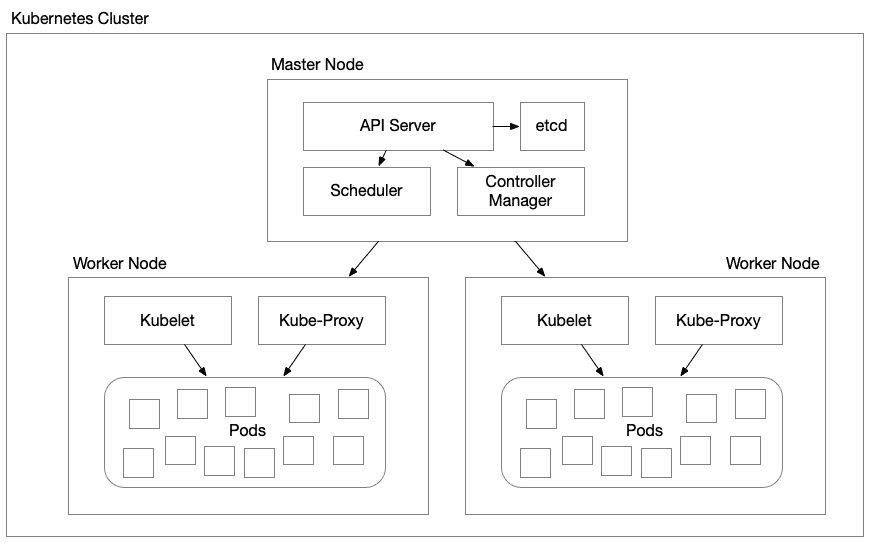 Kubernetes Cluster
Master Node
API Server
etcd
Scheduler
Controller
Manager
Worker Node
Kubelet
Kube-Proxy
Pods
Worker Node
Kubelet
Kube-Proxy
Pods